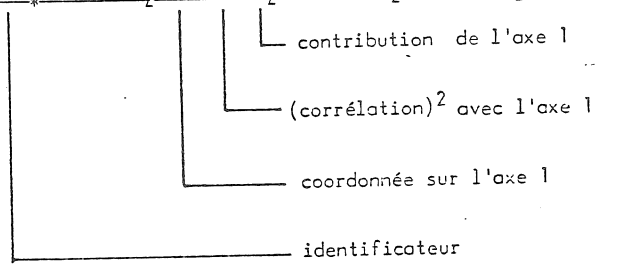 contribution de l'axe 1
(corrélation)² avec l'axe 1
coordonnée sur l'axe 1
identificateur